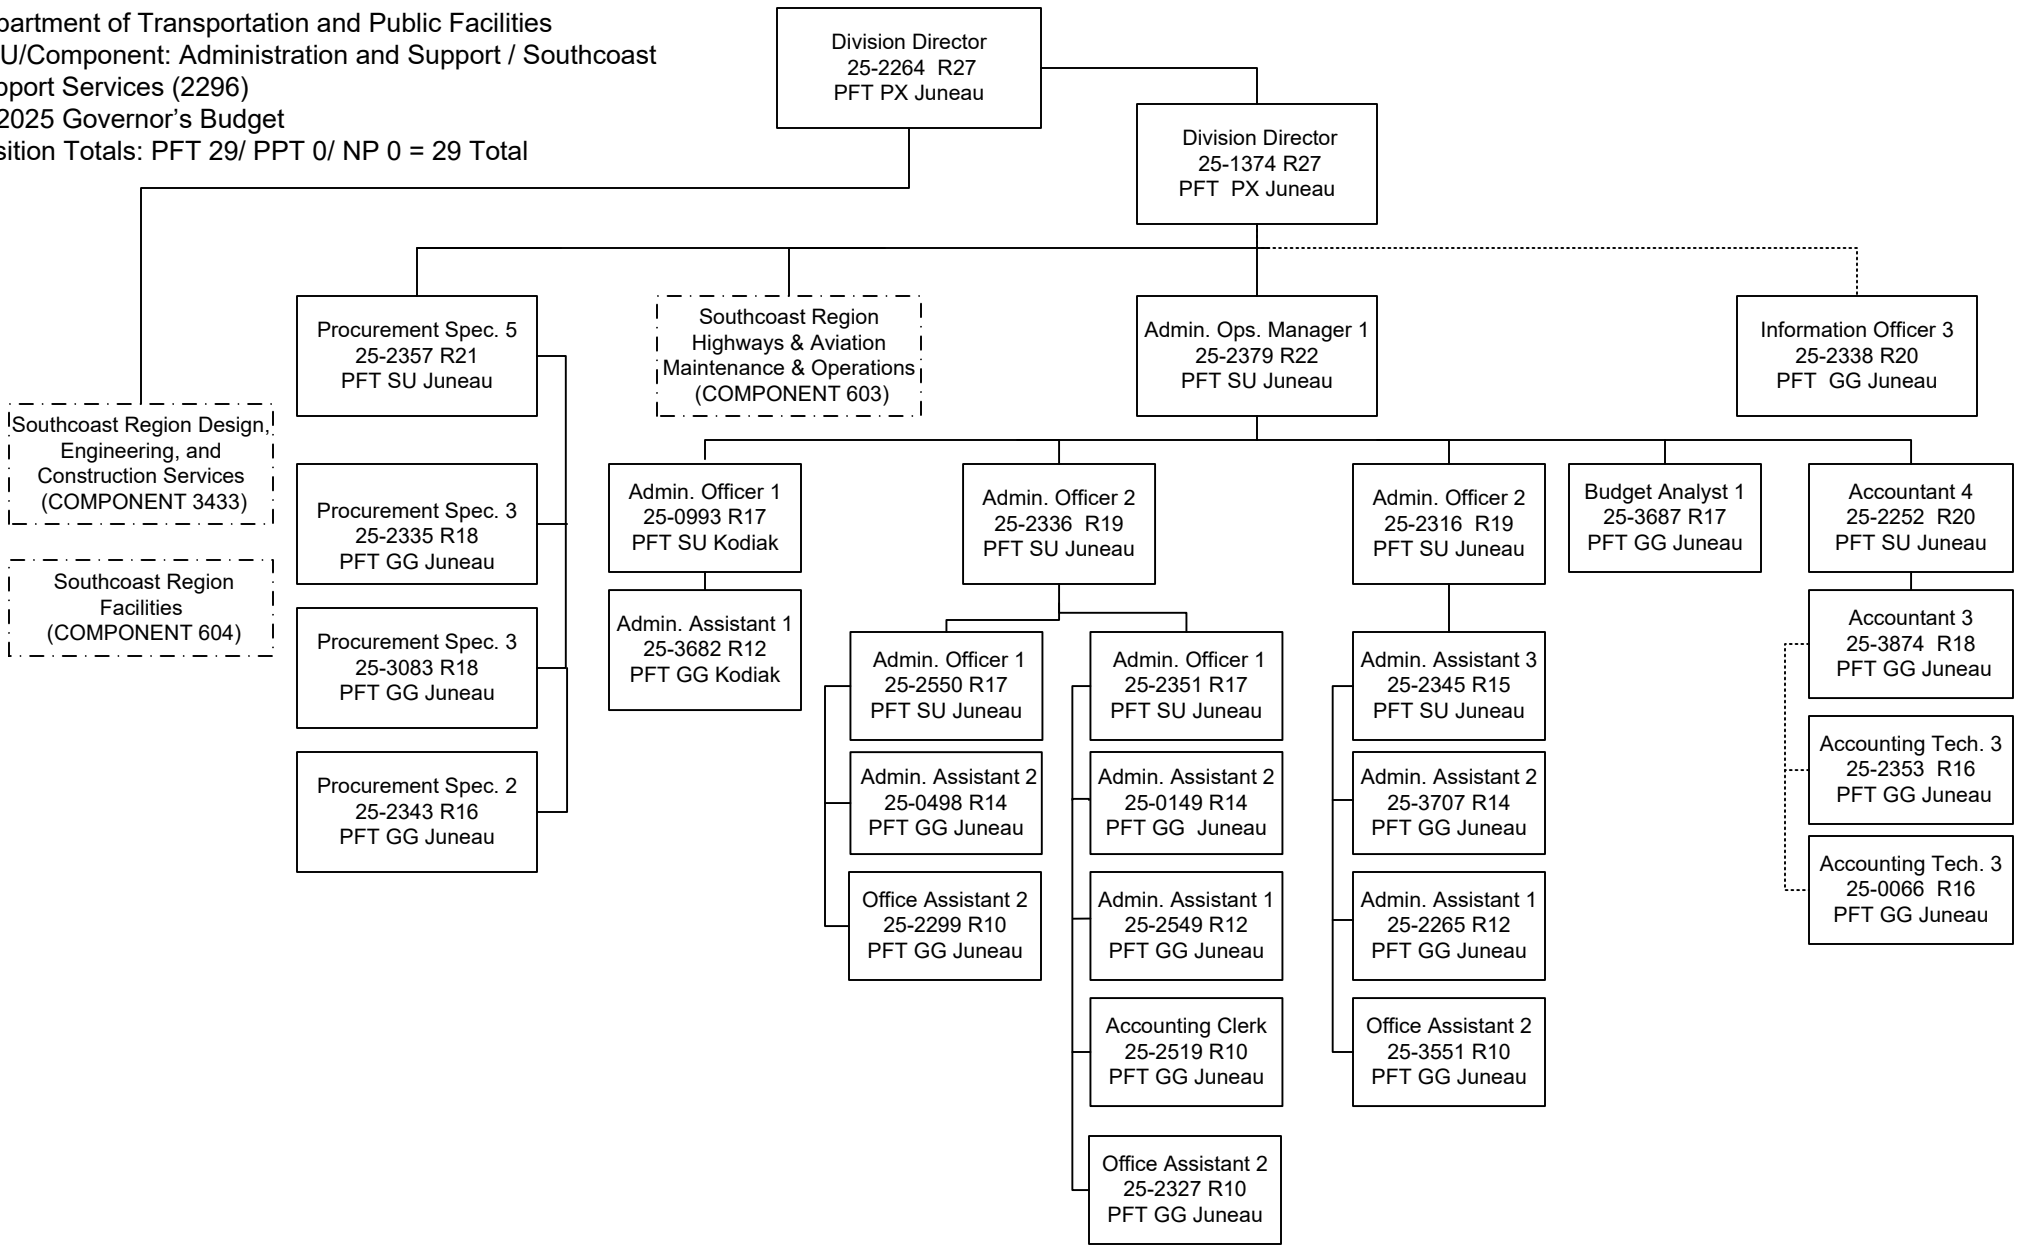 partment of Transportation and Public Facilities
U/Component: Administration and Support / Southcoast
pport Services (2296)
2025 Governor's Budget
sition Totals: PFT 29/ PPT 0/ NP 0 = 29 Total
Division Director
25-2264 R27
PFT PX Juneau
Division Director
25-1374 R27
PFT PX Juneau
Procurement Spec. 5
25-2357 R21
PFT SU Juneau
Southcoast Region
Highways & Aviation
Maintenance & Operations
(COMPONENT 603)
Admin. Ops. Manager 1
25-2379 R22
PFT SU Juneau
Information Officer 3
25-2338 R20
PFT GG Juneau
Southcoast Region Design,
Engineering, and
Construction Services
(COMPONENT 3433)
Southcoast Region
Facilities
(COMPONENT 604)
Procurement Spec. 3
25-2335 R18
PFT GG Juneau
Procurement Spec. 3
25-3083 R18
PFT GG Juneau
Procurement Spec. 2
25-2343 R16
PFT GG Juneau
Admin. Officer 1
25-0993 R17
PFT SU Kodiak
Admin. Assistant 1
25-3682 R12
PFT GG Kodiak
Admin. Officer 2
25-2336 R19
PFT SU Juneau
Admin. Officer 1
25-2550 R17
PFT SU Juneau
Admin. Assistant 2
25-0498 R14
PFT GG Juneau
Office Assistant 2
25-2299 R10
PFT GG Juneau
Admin. Officer 1
25-2351 R17
PFT SU Juneau
Admin. Assistant 2
25-0149 R14
PFT GG Juneau
Admin. Assistant 1
25-2549 R12
PFT GG Juneau
Accounting Clerk
25-2519 R10
PFT GG Juneau
Office Assistant 2
25-2327 R10
PFT GG Juneau
Admin. Officer 2
25-2316 R19
PFT SU Juneau
Admin. Assistant 3
25-2345 R15
PFT SU Juneau
Admin. Assistant 2
25-3707 R14
PFT GG Juneau
Admin. Assistant 1
25-2265 R12
PFT GG Juneau
Office Assistant 2
25-3551 R10
PFT GG Juneau
Budget Analyst 1
25-3687 R17
PFT GG Juneau
Accountant 4
25-2252 R20
PFT SU Juneau
Accountant 3
25-3874 R18
PFT GG Juneau
Accounting Tech. 3
25-2353 R16
PFT GG Juneau
Accounting Tech. 3
25-0066 R16
PFT GG Juneau